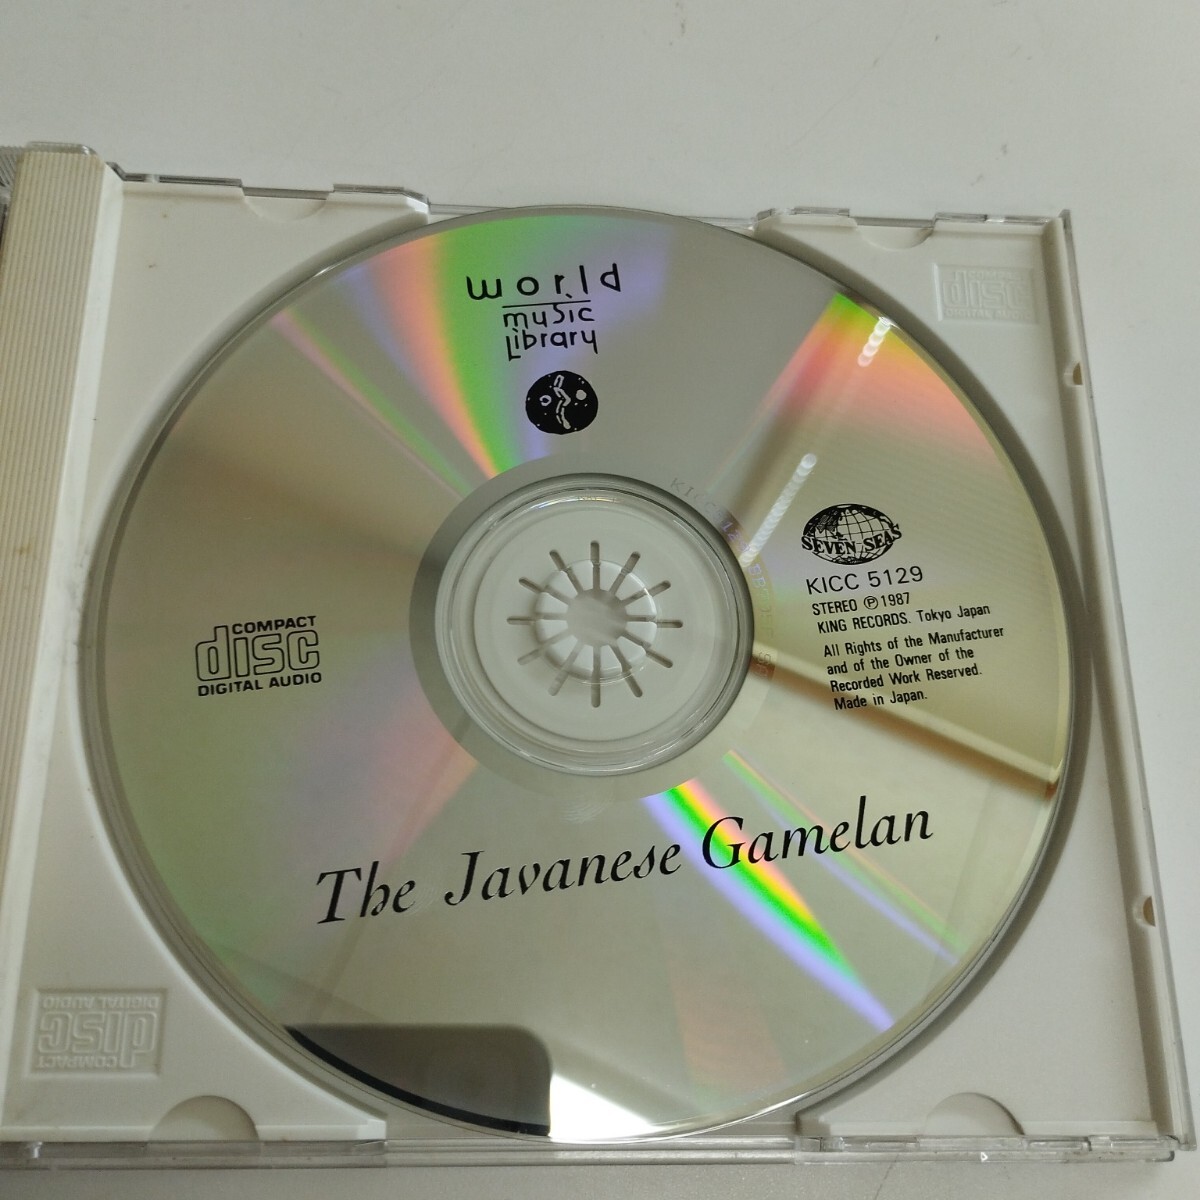 world
music
Library
SEVEN SEAS
KICC 5129
STEREO ℗1987
KING RECORDS. Tokyo Japan
All Rights of the Manufacturer
and of the Owner of the
Recorded Work Reserved.
Made in Japan.
COMPACT
disc
DIGITAL AUDIO
The Javanese Gamelan
COMPACT
disc
DIGITAL AUDIO
COMPACT
disc
DIGITAL AUDIO